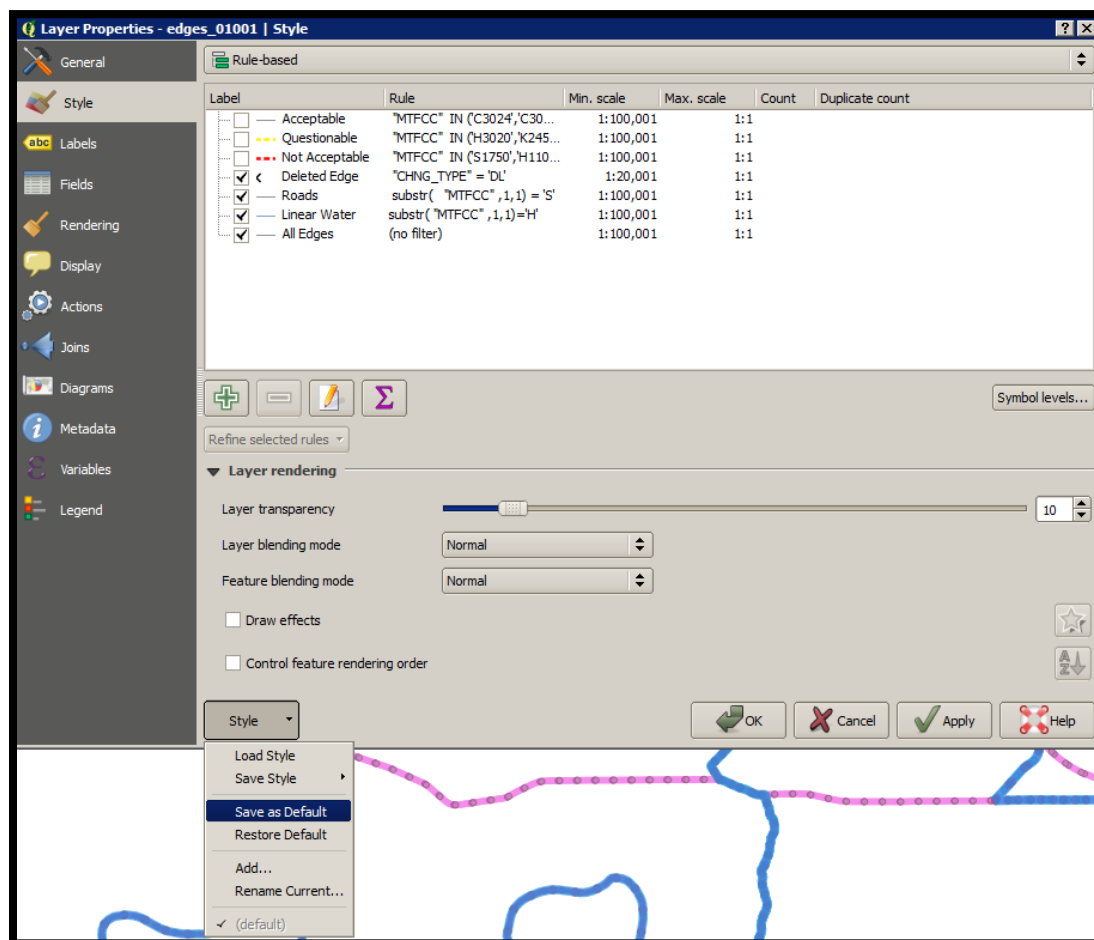 Layer Properties - edges_01001 | Style
General
Rule-based
Style
Label Rule Min. scale Max. scale Count Duplicate count
Acceptable "MTFCC" IN ('C3024','C30... 1:100,001 1:1
Questionable "MTFCC" IN ('H3020','K245... 1:100,001 1:1
Not Acceptable "MTFCC" IN ('S1750','H110... 1:100,001 1:1
Deleted Edge "CHNG_TYPE" = 'DL' 1:20,001 1:1
Roads substr( "MTFCC" ,1,1) = 'S' 1:100,001 1:1
Linear Water substr( "MTFCC" ,1,1)='H' 1:100,001 1:1
All Edges (no filter) 1:100,001 1:1
abc Labels
Fields
Rendering
Display
Actions
Joins
Diagrams
Metadata
Variables
Legend
Symbol levels...
Refine selected rules
Layer rendering
Layer transparency 10
Layer blending mode Normal
Feature blending mode Normal
Draw effects
Control feature rendering order
Style OK Cancel Apply Help
Load Style
Save Style
Save as Default
Restore Default
Add...
Rename Current...
(default)